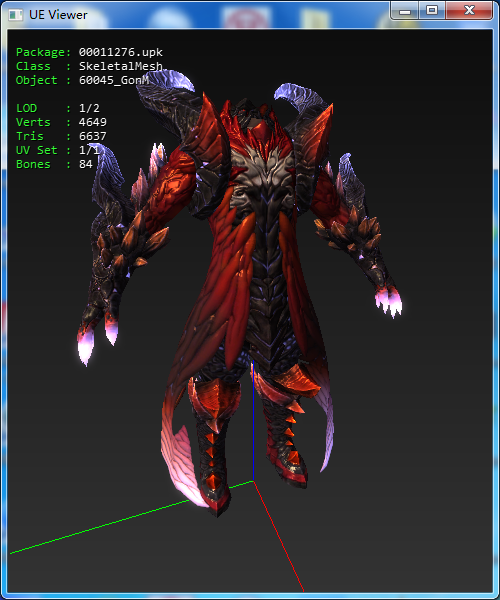 UE Viewer
Package: 00011276.upk
Class : SkeletalMesh
Object : 60045_GonM
LOD : 1/2
Verts : 4649
Tris : 6637
UV Set : 1/1
Bones : 84